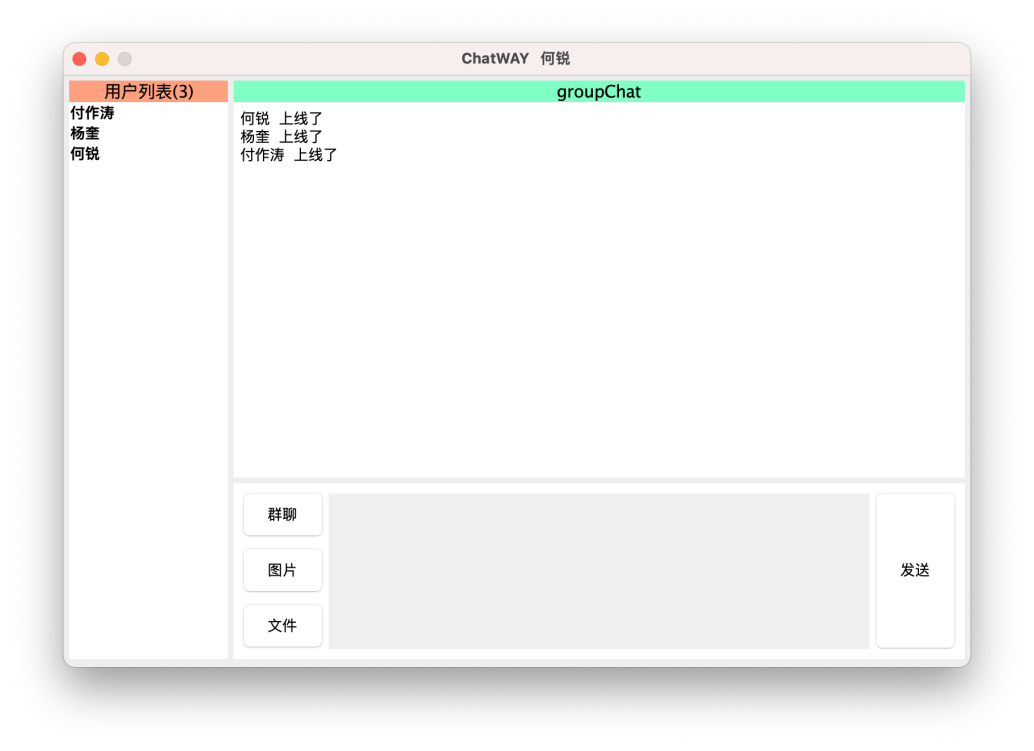 ChatWAY 何锐
用户列表(3)
付作涛
杨奎
何锐
groupChat
何锐 上线了
杨奎 上线了
付作涛 上线了
群聊
图片
文件
发送